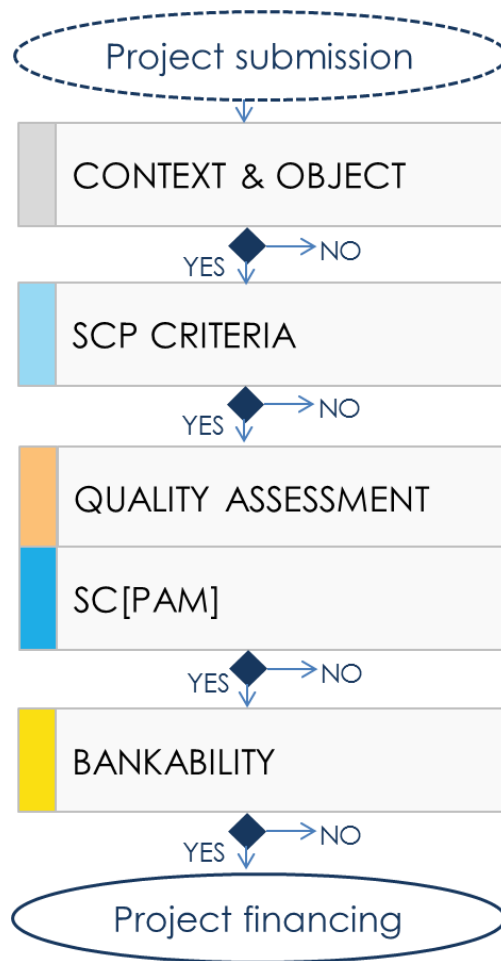 Project submission
CONTEXT & OBJECT
YES
NO
SCP CRITERIA
YES
NO
QUALITY ASSESSMENT
SC[PAM]
YES
NO
BANKABILITY
YES
NO
Project financing